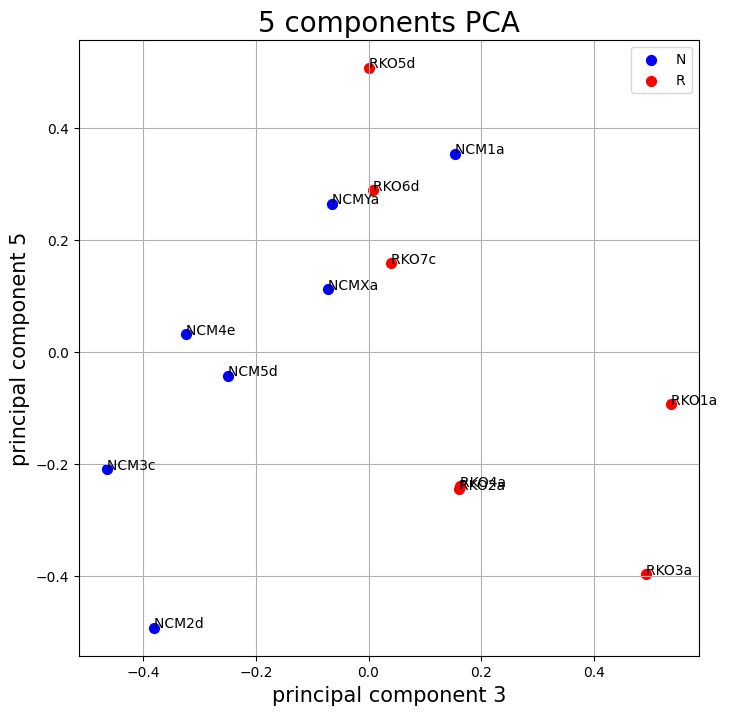 5 components PCA
N
R
RKO5d
NCM1a
RKO6d
NCMYa
RKO7c
NCMXa
NCM4e
NCM5d
RKO1a
NCM3c
RKO4a
RKO2a
RKO3a
NCM2d
principal component 5
0.4
0.2
0.0
−0.2
−0.4
−0.4
−0.2
0.0
0.2
0.4
principal component 3